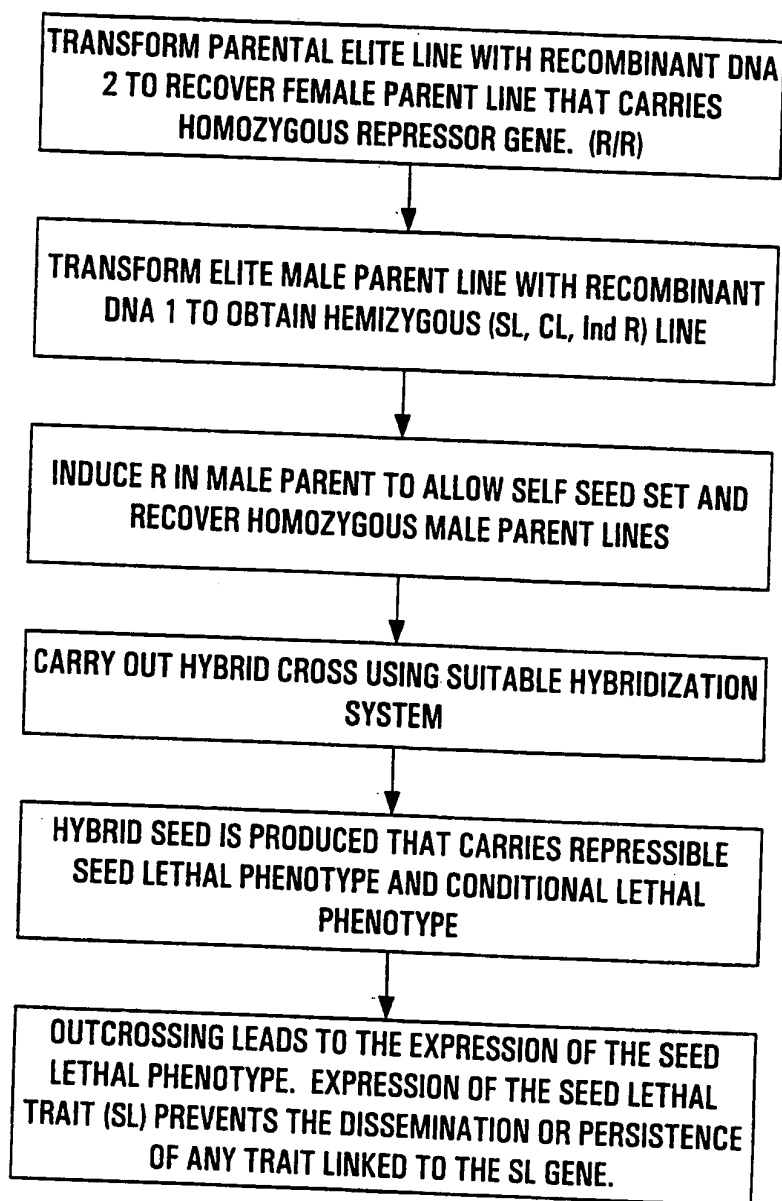 TRANSFORM PARENTAL ELITE LINE WITH RECOMBINANT DNA
2 TO RECOVER FEMALE PARENT LINE THAT CARRIES
HOMOZYGOUS REPRESSOR GENE. (R/R)
TRANSFORM ELITE MALE PARENT LINE WITH RECOMBINANT
DNA 1 TO OBTAIN HEMIZYGOUS (SL, CL, Ind R) LINE
INDUCE R IN MALE PARENT TO ALLOW SELF SEED SET AND
RECOVER HOMOZYGOUS MALE PARENT LINES
CARRY OUT HYBRID CROSS USING SUITABLE HYBRIDIZATION
SYSTEM
HYBRID SEED IS PRODUCED THAT CARRIES REPRESSIBLE
SEED LETHAL PHENOTYPE AND CONDITIONAL LETHAL
PHENOTYPE
OUTCROSSING LEADS TO THE EXPRESSION OF THE SEED
LETHAL PHENOTYPE. EXPRESSION OF THE SEED LETHAL
TRAIT (SL) PREVENTS THE DISSEMINATION OR PERSISTENCE
OF ANY TRAIT LINKED TO THE SL GENE.